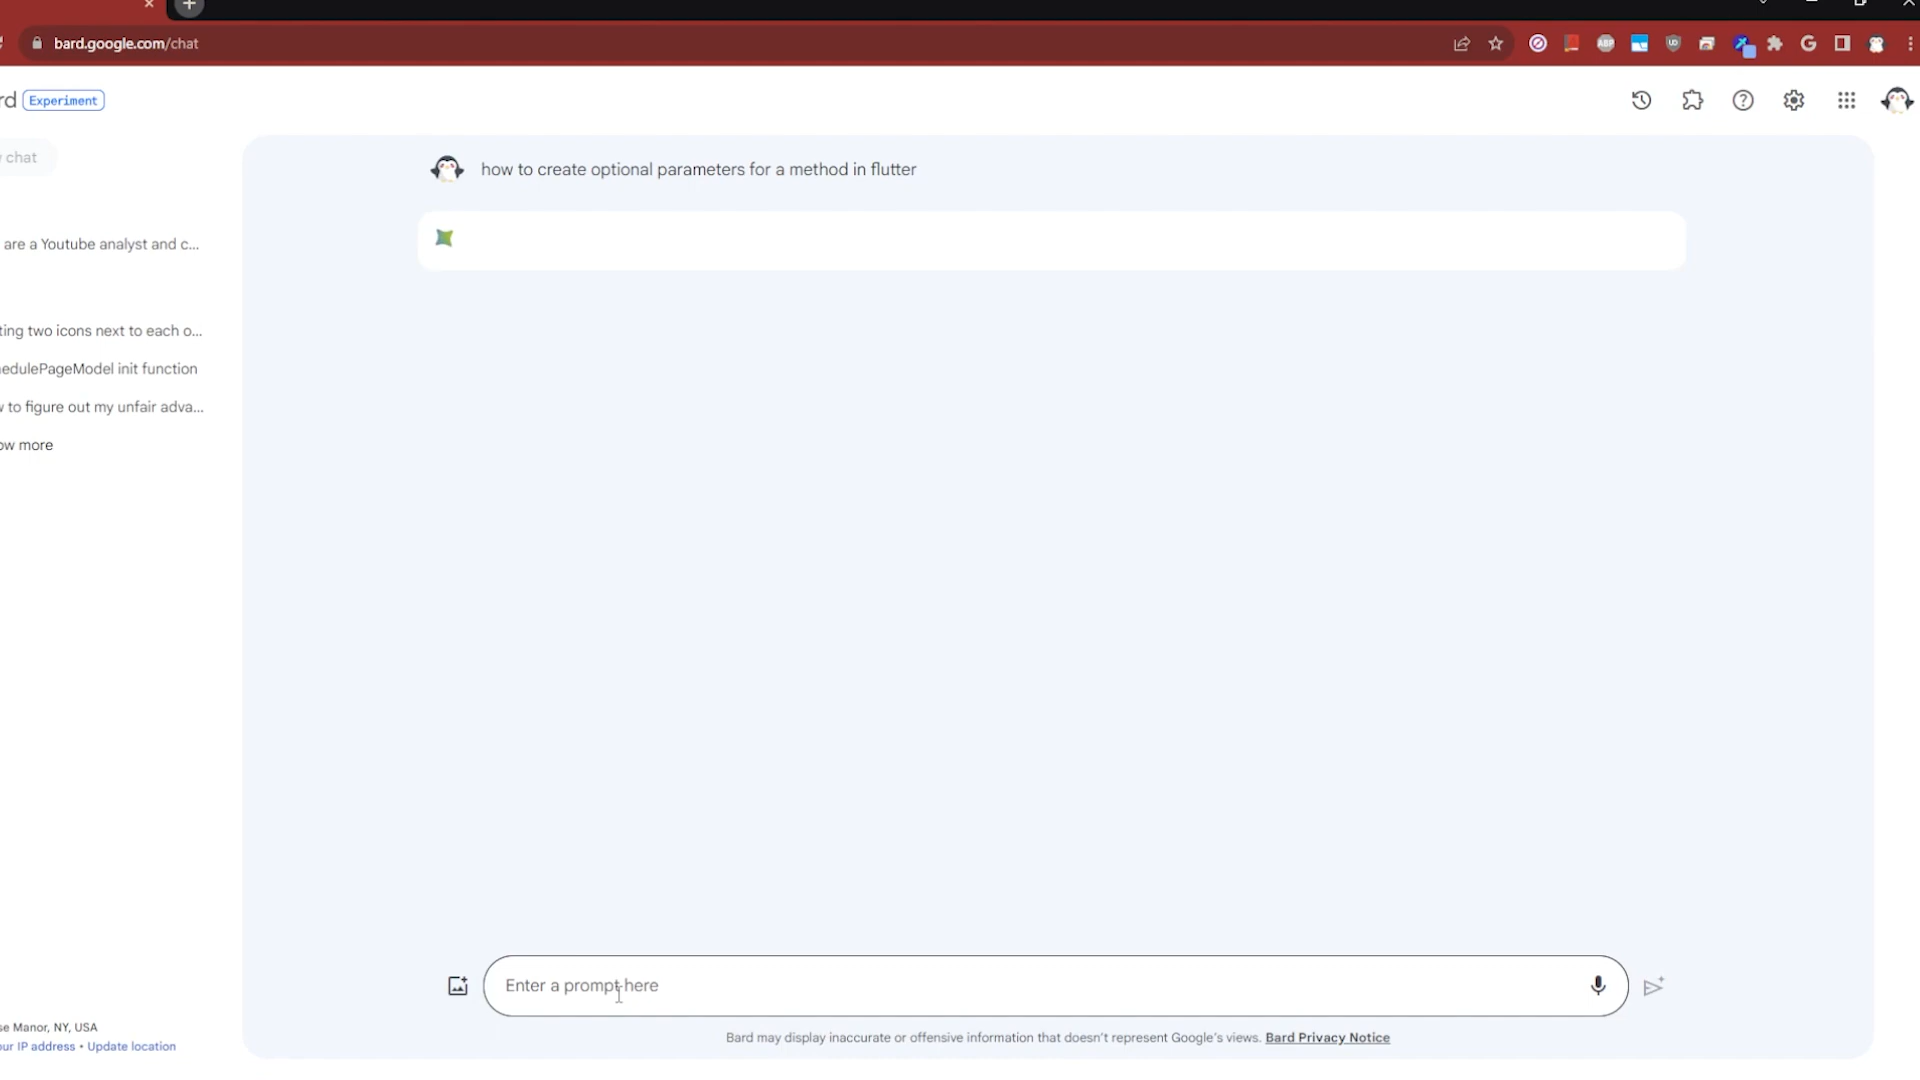 bard.google.com/chat
rd Experiment
chat
how to create optional parameters for a method in flutter
are a Youtube analyst and c...
ting two icons next to each o...
edulePageModel init function
to figure out my unfair adva...
ow more
Enter a prompt here
Bard may display inaccurate or offensive information that doesn't represent Google's views. Bard Privacy Notice
se Manor, NY, USA
our IP address • Update location